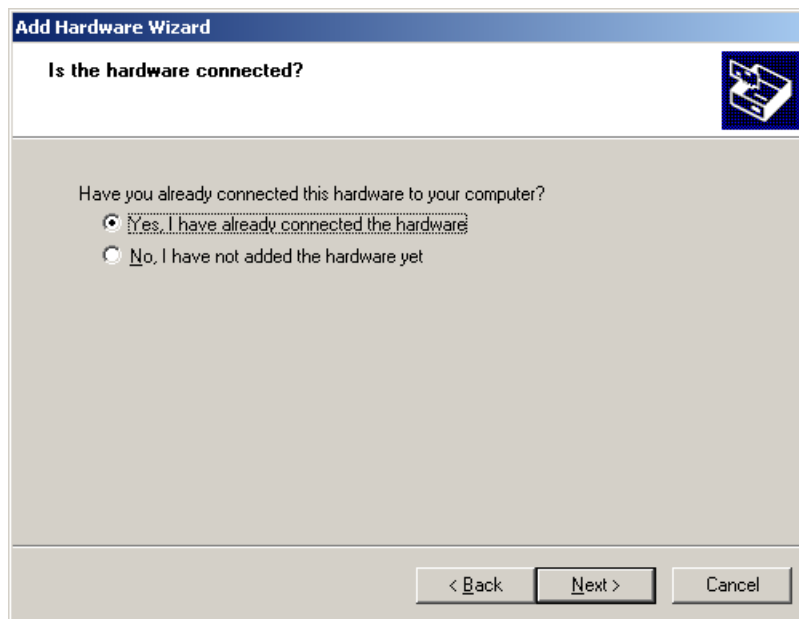 Add Hardware Wizard
Is the hardware connected?
Have you already connected this hardware to your computer?
Yes, I have already connected the hardware
No, I have not added the hardware yet
< Back Next > Cancel